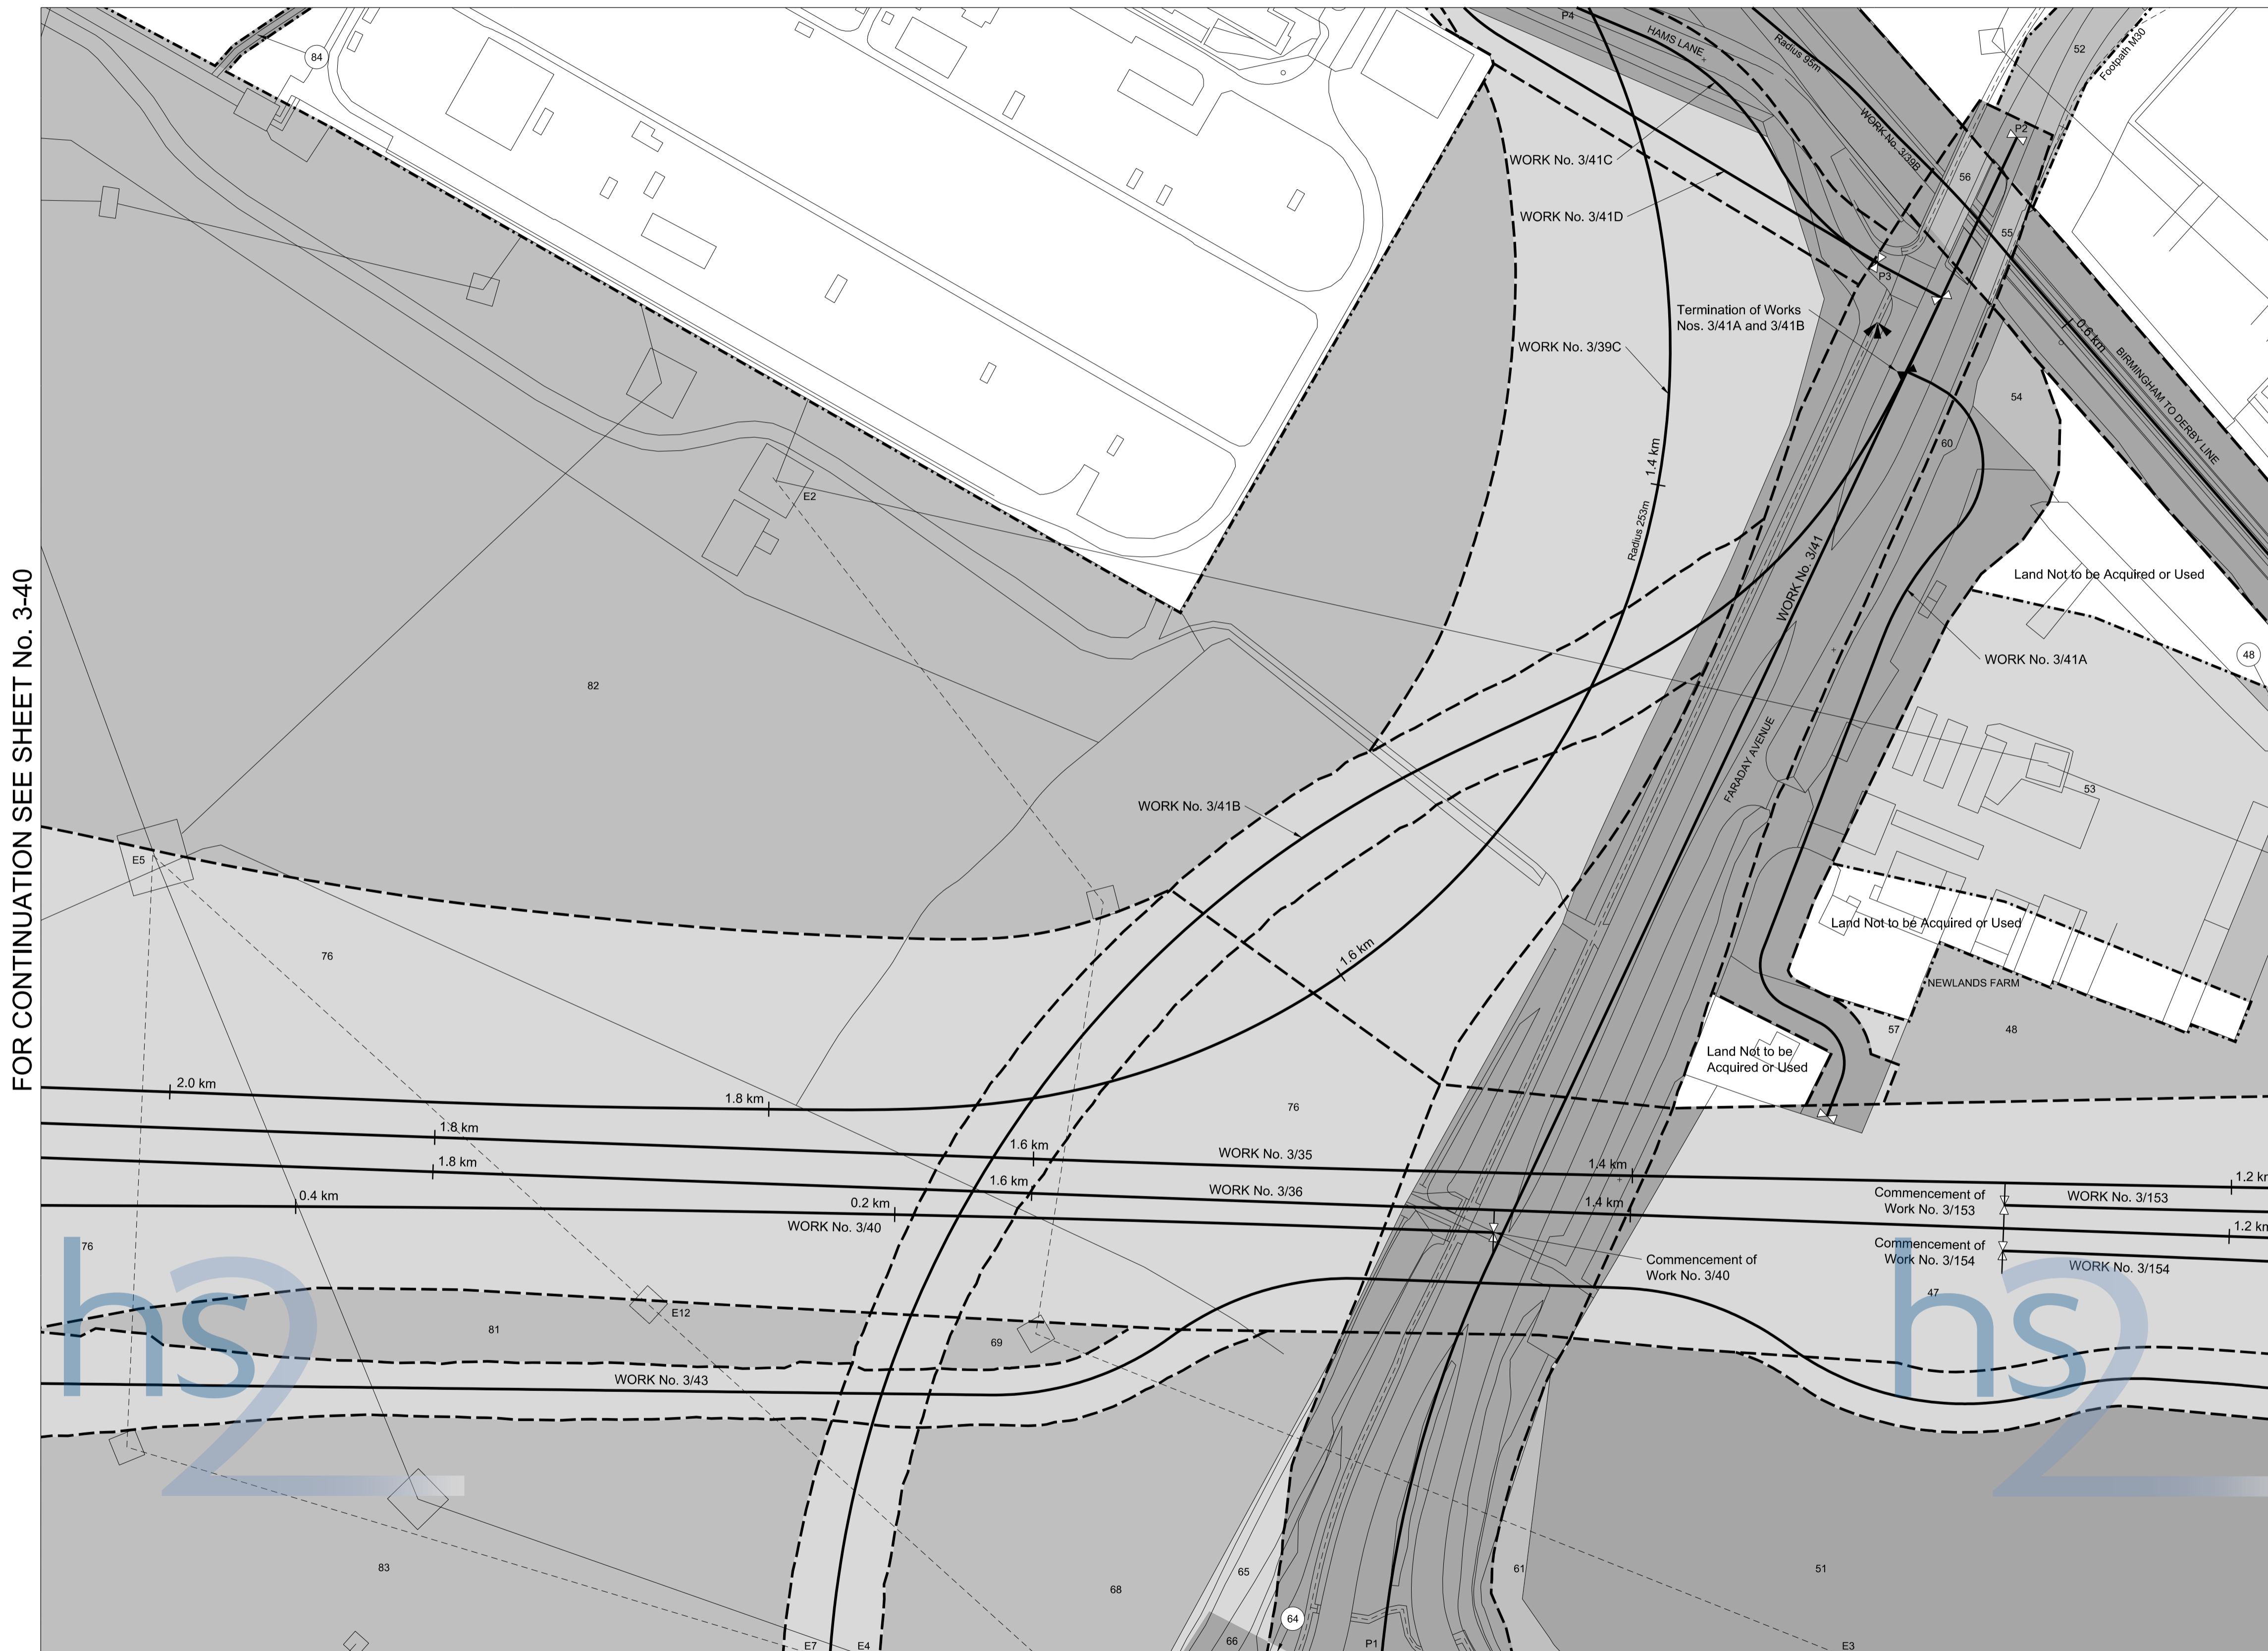 FOR CONTINUATION SEE SHEET No. 3-40
84
P4
HAMS LANE
Radius 95m
52
Footpath M30
WORK No. 3/39B
P2
WORK No. 3/41C
56
WORK No. 3/41D
55
P3
Termination of Works
Nos. 3/41A and 3/41B
0.6 km
WORK No. 3/39C
BIRMINGHAM TO DERBY LINE
54
60
1.4 km
E2
Radius 253m
WORK No. 3/41
Land Not to be Acquired or Used
48
WORK No. 3/41A
82
FARADAY AVENUE
53
WORK No. 3/41B
E5
Land Not to be Acquired or Used
76
1.6 km
NEWLANDS FARM
57
48
Land Not to be
Acquired or Used
2.0 km
1.8 km
76
1.8 km
1.6 km
WORK No. 3/35
1.4 km
1.2 km
1.8 km
1.6 km
WORK No. 3/36
1.4 km
Commencement of
Work No. 3/153
WORK No. 3/153
0.4 km
0.2 km
WORK No. 3/40
1.2 km
76
Commencement of
Work No. 3/40
Commencement of
Work No. 3/154
WORK No. 3/154
47
hs2
hs2
E12
81
69
WORK No. 3/43
83
68
65
61
51
64
66
E7
E4
P1
E3